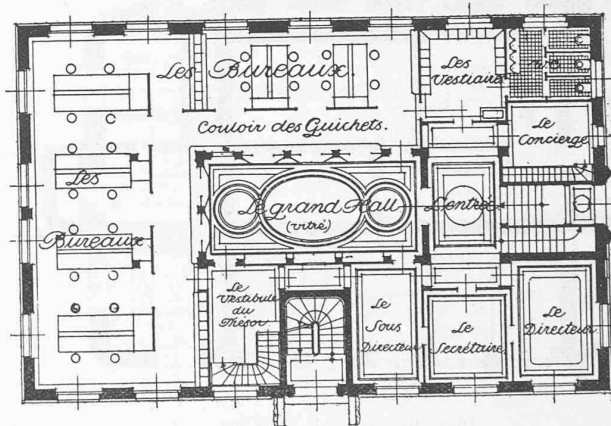 Les Bureaux.
Les
Vestiaires
W.C.
Couloir des Guichets.
Le
Concierge
Les
Bureaux.
Le grand Hall
(vitré)
L'entrée
Le
Vestibule
du
Trésor
Le
Sous
Directeur
Le
Secrétaire.
Le
Directeur